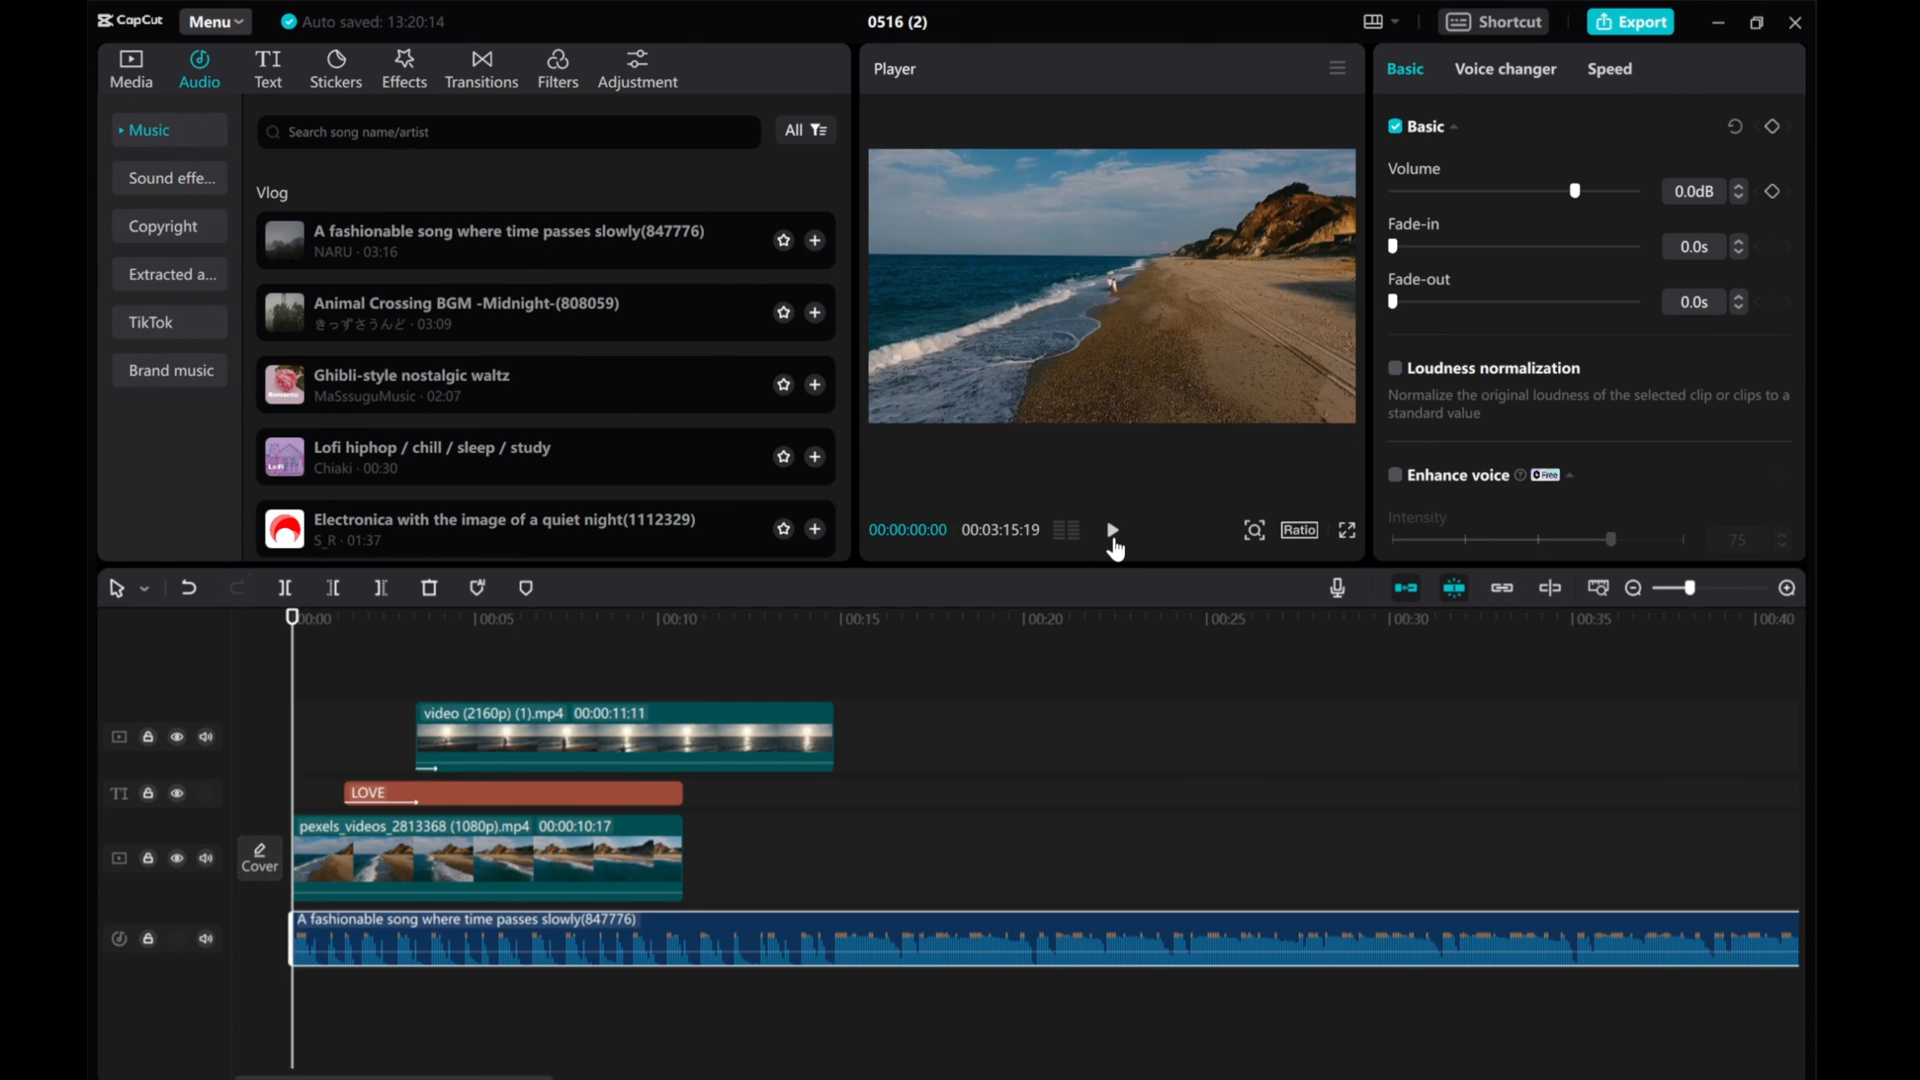 CapCut
Menu
Auto saved: 13:20:14
0516 (2)
Shortcut
Export
Media
Audio
TI
Text
Stickers
Effects
Transitions
Filters
Adjustment
Player
Basic
Voice changer
Speed
Music
Sound effe...
Copyright
Extracted a...
TikTok
Brand music
Search song name/artist
All
Vlog
A fashionable song where time passes slowly(847776)
NARU · 03:16
Animal Crossing BGM -Midnight-(808059)
きっずさうんど · 03:09
Ghibli-style nostalgic waltz
MaSssuguMusic · 02:07
Lofi hiphop / chill / sleep / study
Chiaki · 00:30
Electronica with the image of a quiet night(1112329)
S_R · 01:37
00:00:00:00
00:03:15:19
Ratio
Basic
Volume
0.0dB
Fade-in
0.0s
Fade-out
0.0s
Loudness normalization
Normalize the original loudness of the selected clip or clips to a
standard value
Enhance voice
Free
Intensity
75
00:00
00:05
00:10
00:15
00:20
00:25
00:30
00:35
00:40
video (2160p) (1).mp4 00:00:11:11
TI
LOVE
pexels_videos_2813368 (1080p).mp4 00:00:10:17
Cover
A fashionable song where time passes slowly(847776)